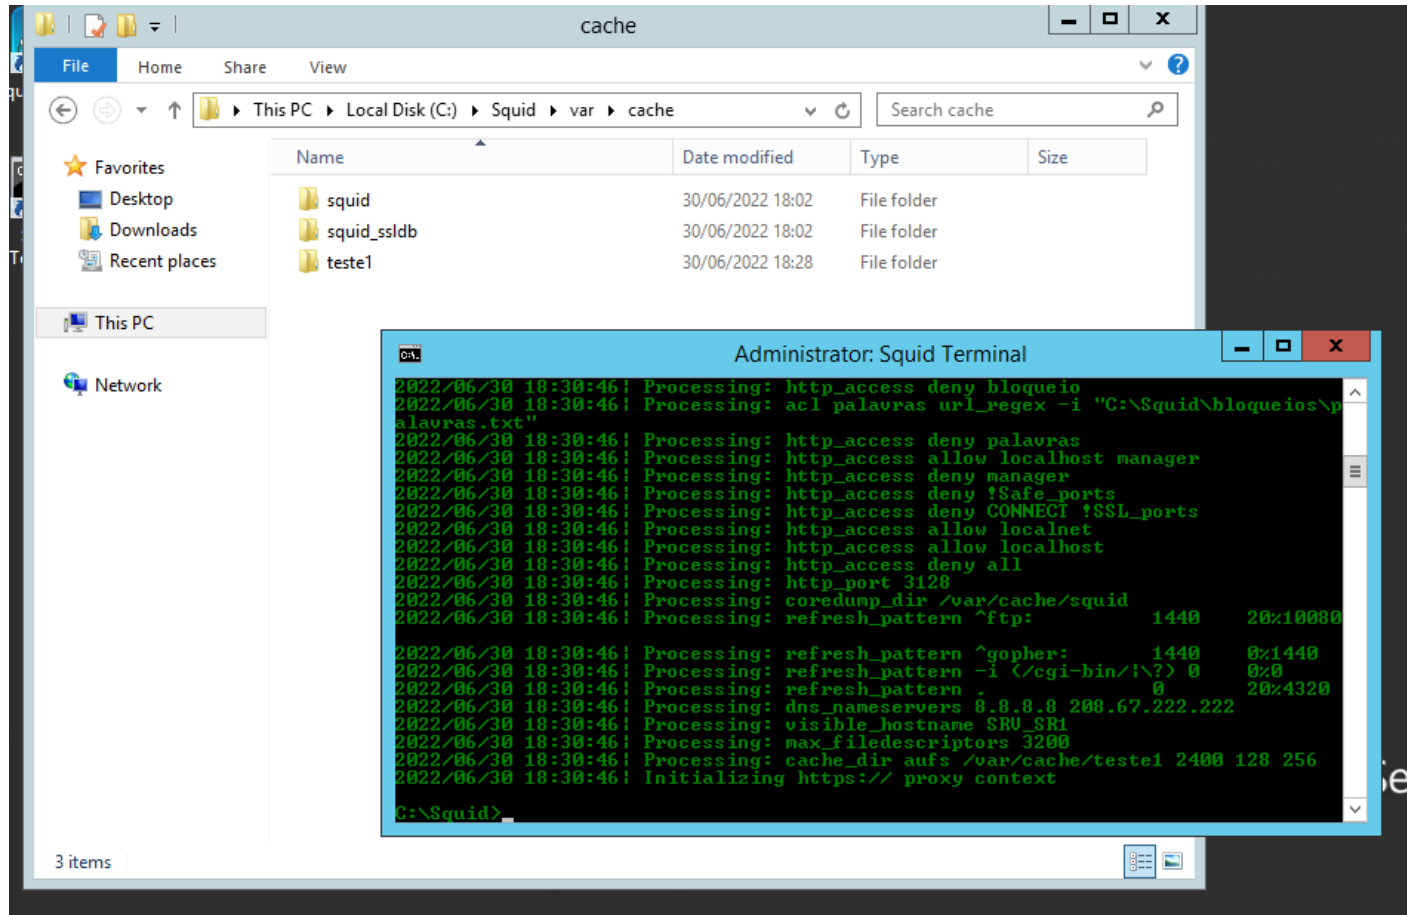 cache
File Home Share View
This PC Local Disk (C:) Squid var cache
Search cache
Name Date modified Type Size
Favorites
Desktop
Downloads
Recent places
This PC
Network
squid 30/06/2022 18:02 File folder
squid_ssldb 30/06/2022 18:02 File folder
teste1 30/06/2022 18:28 File folder
3 items
Administrator: Squid Terminal
2022/06/30 18:30:46| Processing: http_access deny bloqueio
2022/06/30 18:30:46| Processing: acl palavras url_regex -i "C:\Squid\bloqueios\p
alavras.txt"
2022/06/30 18:30:46| Processing: http_access deny palavras
2022/06/30 18:30:46| Processing: http_access allow localhost manager
2022/06/30 18:30:46| Processing: http_access deny manager
2022/06/30 18:30:46| Processing: http_access deny !Safe_ports
2022/06/30 18:30:46| Processing: http_access deny CONNECT !SSL_ports
2022/06/30 18:30:46| Processing: http_access allow localnet
2022/06/30 18:30:46| Processing: http_access allow localhost
2022/06/30 18:30:46| Processing: http_access deny all
2022/06/30 18:30:46| Processing: http_port 3128
2022/06/30 18:30:46| Processing: coredump_dir /var/cache/squid
2022/06/30 18:30:46| Processing: refresh_pattern ^ftp: 1440 20%10080
2022/06/30 18:30:46| Processing: refresh_pattern ^gopher: 1440 0%1440
2022/06/30 18:30:46| Processing: refresh_pattern -i (/cgi-bin/|\?) 0 0%0
2022/06/30 18:30:46| Processing: refresh_pattern . 0 20%4320
2022/06/30 18:30:46| Processing: dns_nameservers 8.8.8.8 208.67.222.222
2022/06/30 18:30:46| Processing: visible_hostname SRV_SR1
2022/06/30 18:30:46| Processing: max_filedescriptors 3200
2022/06/30 18:30:46| Processing: cache_dir aufs /var/cache/teste1 2400 128 256
2022/06/30 18:30:46| Initializing https:// proxy context
C:\Squid>_